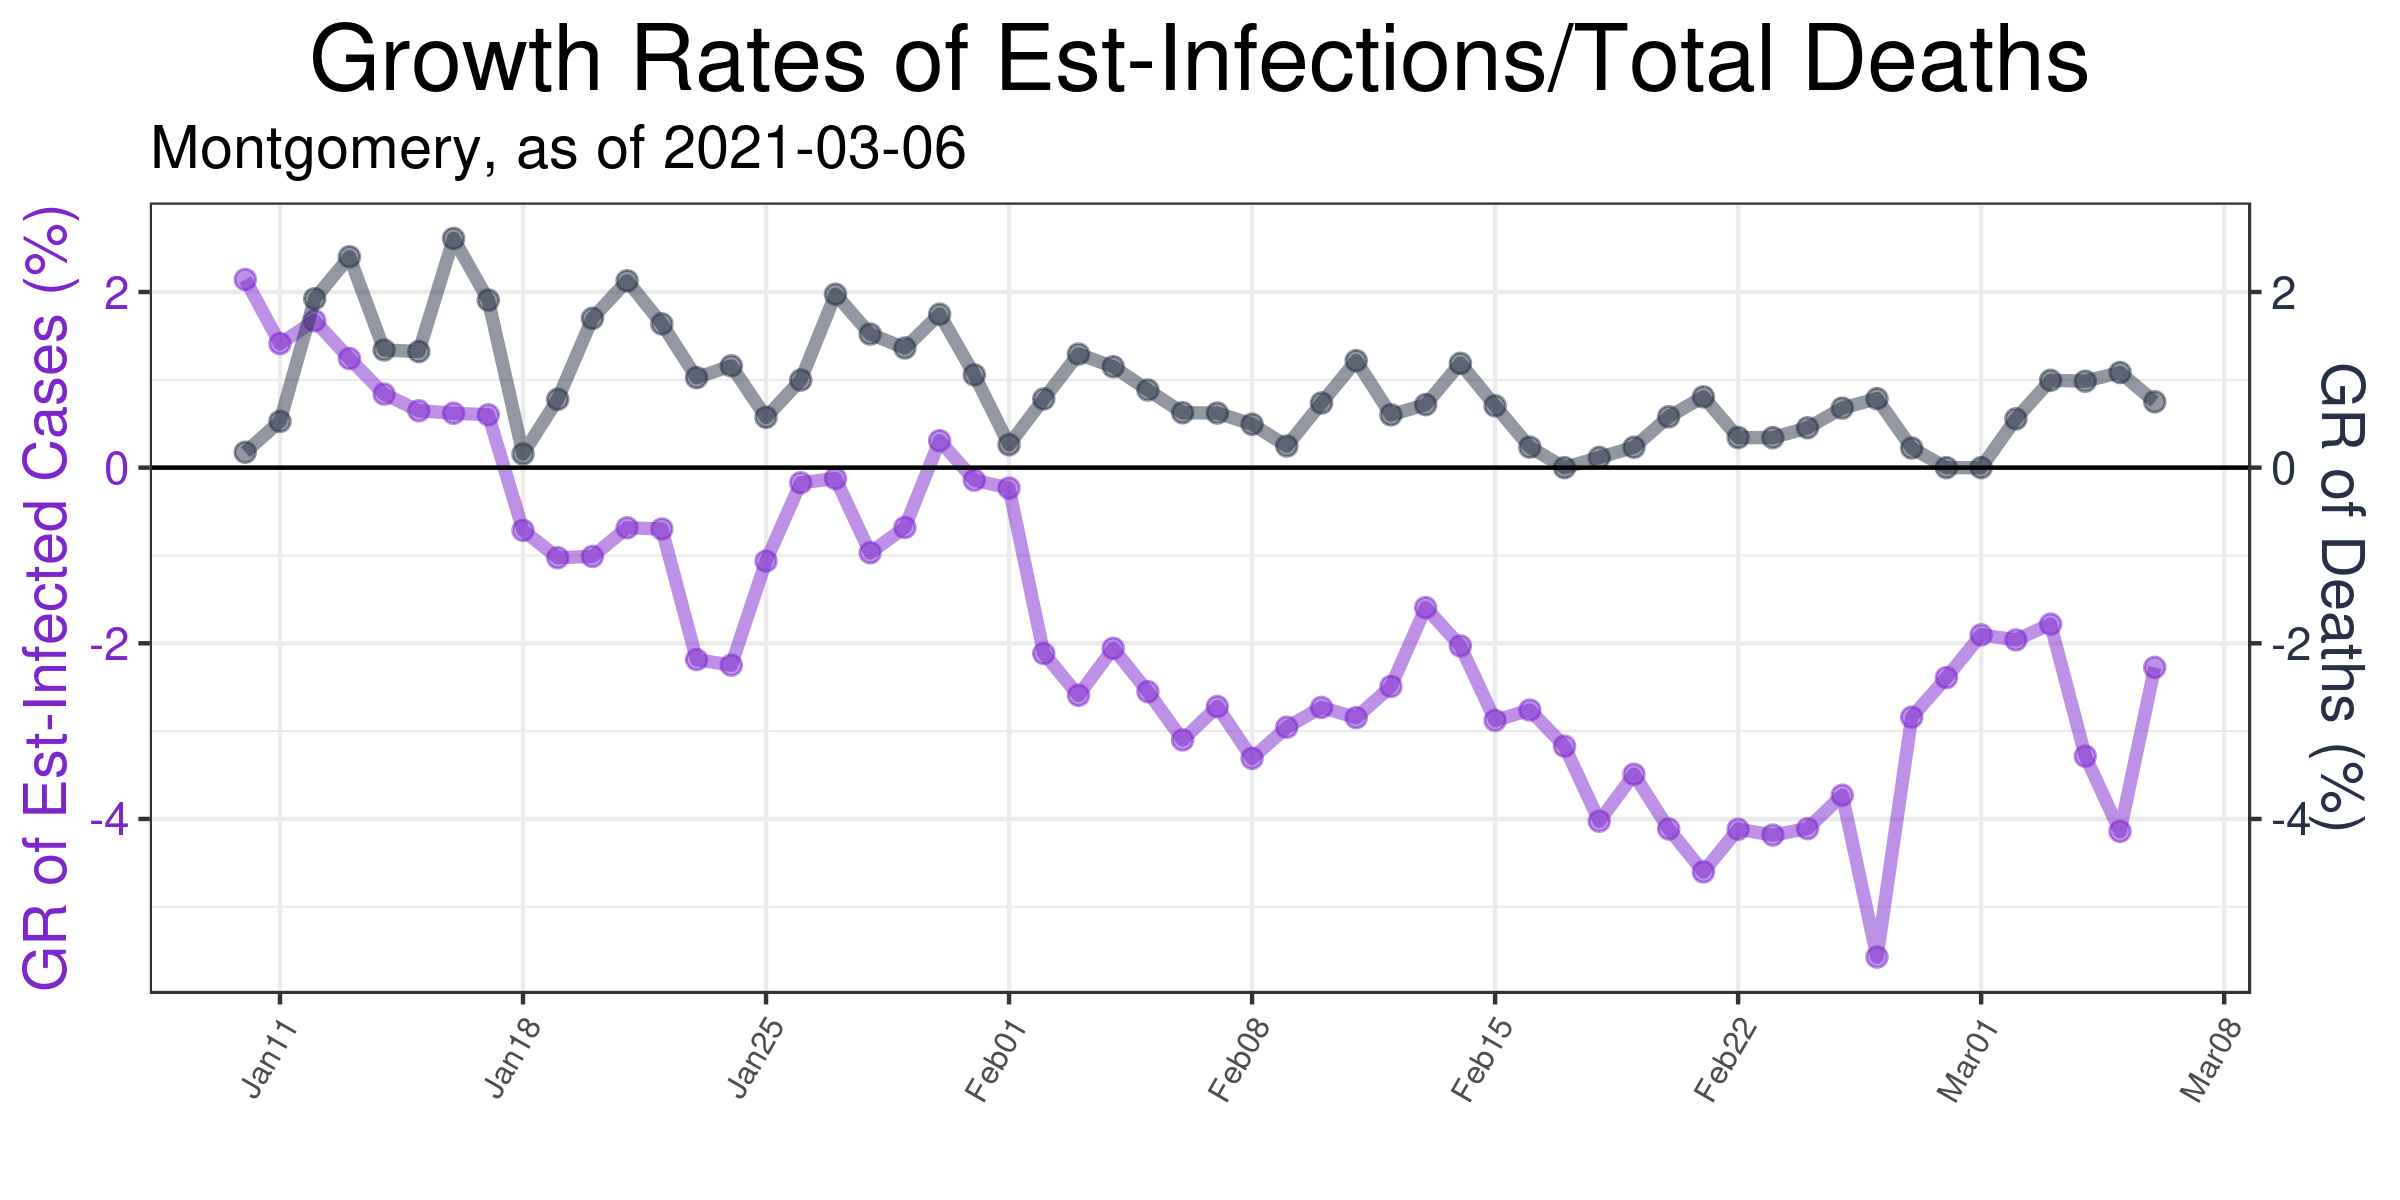 Growth Rates of Est-Infections/Total Deaths
Montgomery, as of 2021-03-06
GR of Est-Infected Cases (%)
2
0
-2
-4
2
0
-2
-4
GR of Deaths (%)
Jan11
Jan18
Jan25
Feb01
Feb08
Feb15
Feb22
Mar01
Mar08